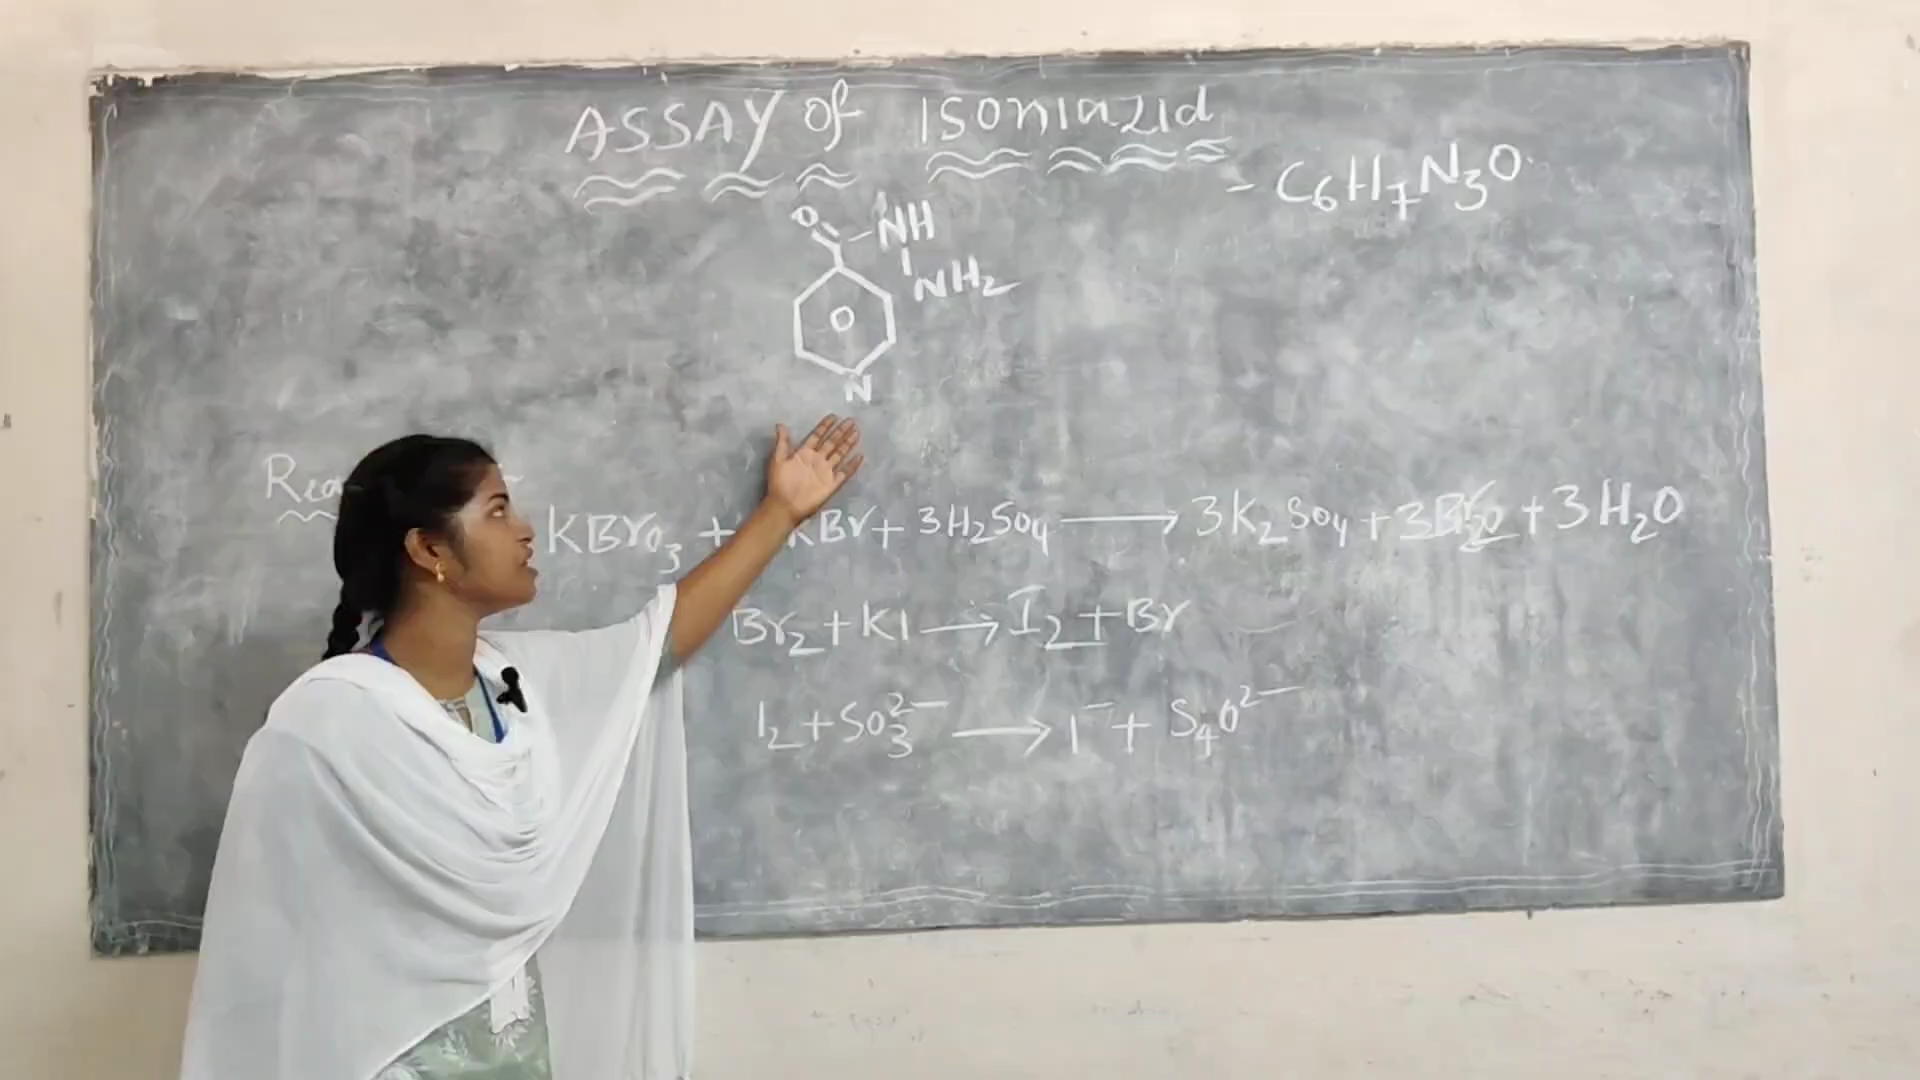 ASSAY of Isoniazid
- C6H7N3O
O
NH
NH2
O
N
KBrO3 + KBr + 3H2SO4 ⟶ 3K2SO4 + 3Br2 + 3H2O
Br2 + KI ⟶ I2 + Br
I2 + SO3^2- ⟶ I^- + S4O^2-